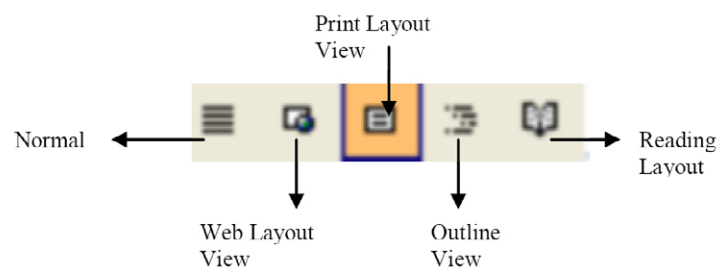 Print Layout
View
Normal
Reading
Layout
Web Layout
View
Outline
View